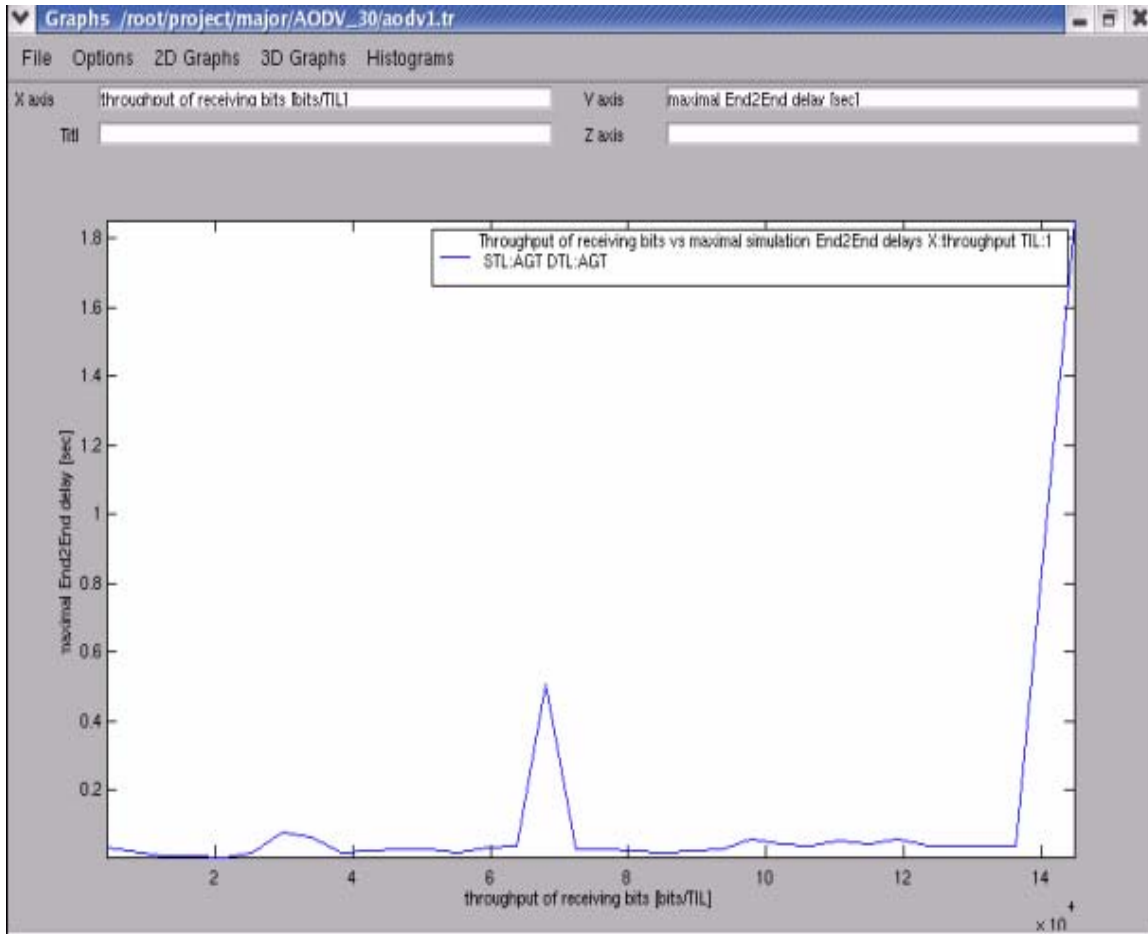 Graphs /root/project/major/AODV_30/aodv1.tr
File Options 2D Graphs 3D Graphs Histograms
X axis throughput of receiving bits [bits/TIL] Y axis maximal End2End delay [sec]
Titl Z axis
Throughput of receiving bits vs maximal simulation End2End delays X:throughput TIL:1
STL:AGT DTL:AGT
maximal End2End delay [sec]
1.8
1.6
1.4
1.2
1
0.8
0.6
0.4
0.2
2 4 6 8 10 12 14
throughput of receiving bits [bits/TIL]
× 10 4